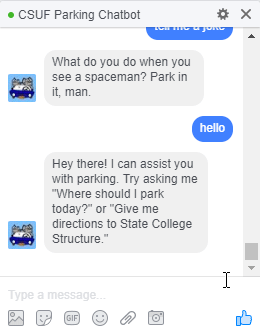 CSUF Parking Chatbot
tell me a joke
What do you do when you
see a spaceman? Park in
it, man.
hello
Hey there! I can assist you
with parking. Try asking me
"Where should I park
today?" or "Give me
directions to State College
Structure."
Type a message...
GIF